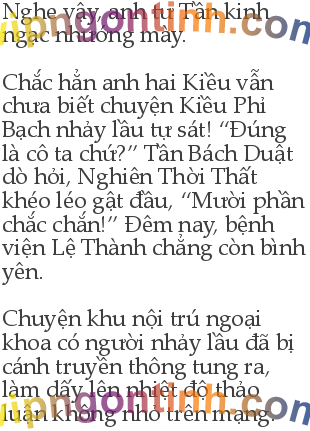 Nghe vậy, anh tư Tần kinh
ngạc nhướng mày.
Chắc hẳn anh hai Kiều vẫn
chưa biết chuyện Kiều Phỉ
Bạch nhảy lầu tự sát! “Đúng
là cô ta chứ?” Tần Bách Duật
dò hỏi, Nghiên Thời Thất
khéo léo gật đầu, “Mười phần
chắc chắn!” Đêm nay, bệnh
viện Lệ Thành chẳng còn bình
yên.
Chuyện khu nội trú ngoại
khoa có người nhảy lầu đã bị
cánh truyền thông tung ra,
làm dấy lên nhiệt độ thảo
luận không nhỏ trên mạng.
vipngontinh.com
vipngontinh.com